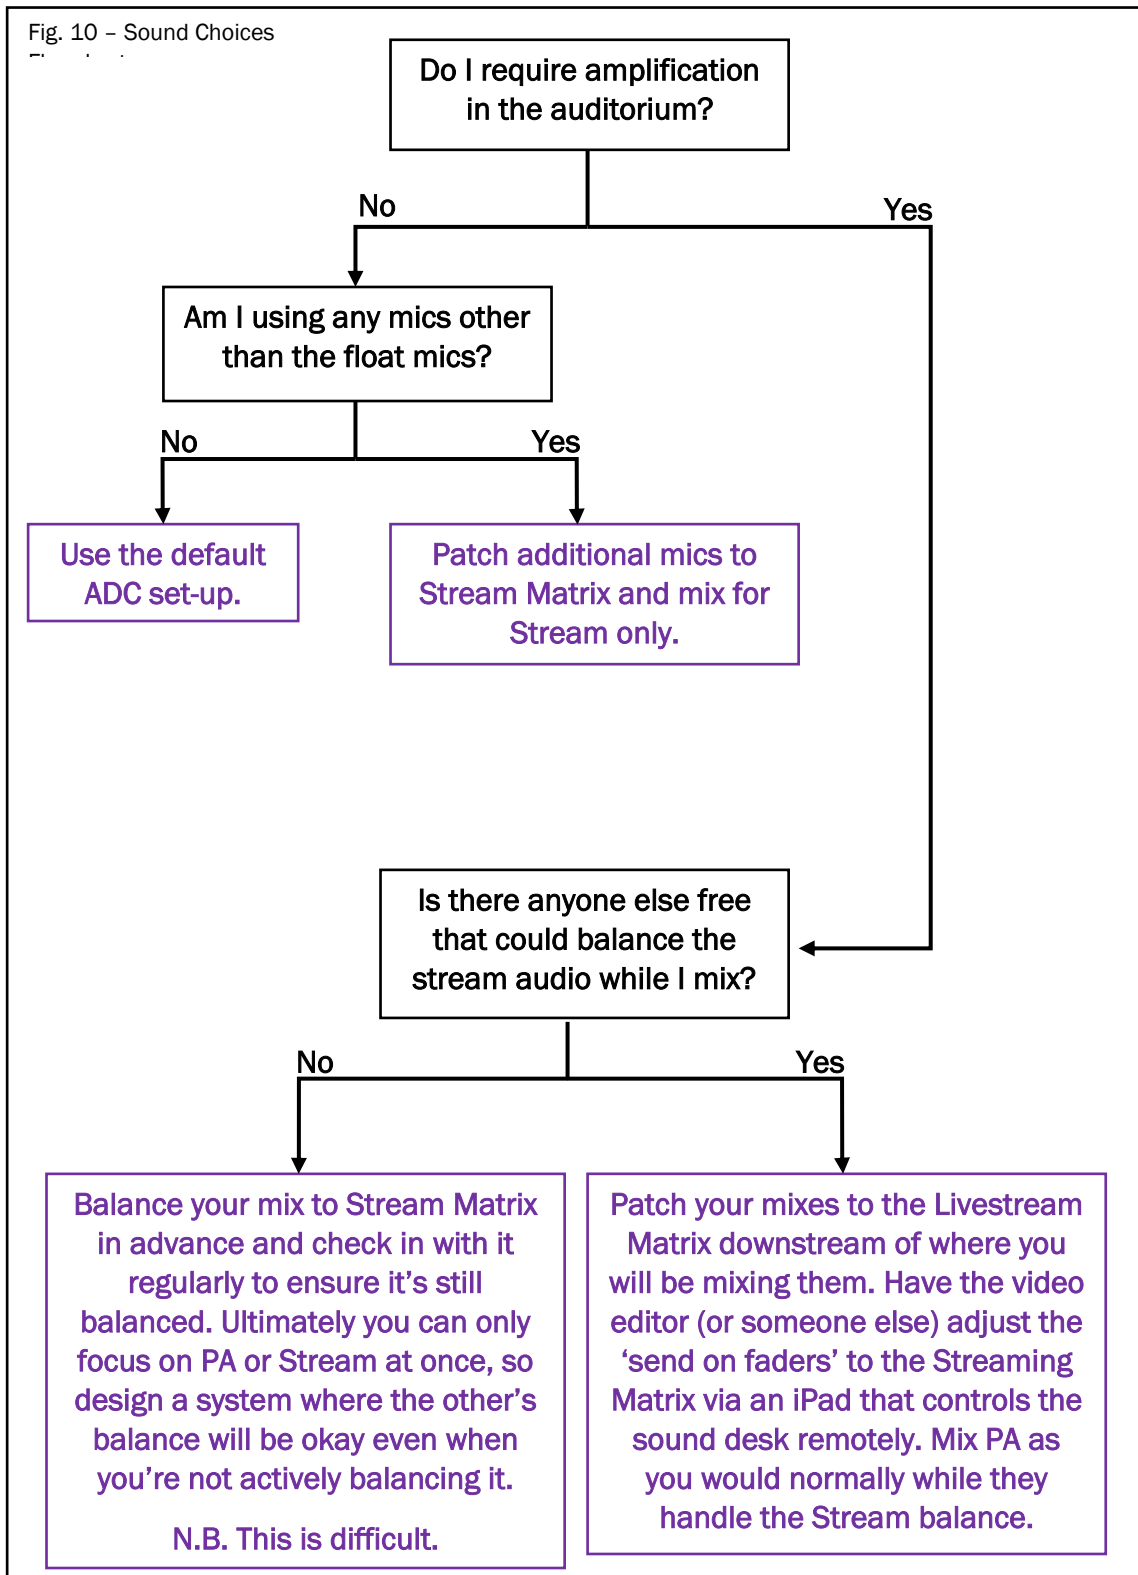 Fig. 10 – Sound Choices
Do I require amplification
in the auditorium?
No
Yes
Am I using any mics other
than the float mics?
No
Yes
Use the default
ADC set-up.
Patch additional mics to
Stream Matrix and mix for
Stream only.
Is there anyone else free
that could balance the
stream audio while I mix?
No
Yes
Balance your mix to Stream Matrix
in advance and check in with it
regularly to ensure it’s still
balanced. Ultimately you can only
focus on PA or Stream at once, so
design a system where the other’s
balance will be okay even when
you’re not actively balancing it.
N.B. This is difficult.
Patch your mixes to the Livestream
Matrix downstream of where you
will be mixing them. Have the video
editor (or someone else) adjust the
‘send on faders’ to the Streaming
Matrix via an iPad that controls the
sound desk remotely. Mix PA as
you would normally while they
handle the Stream balance.